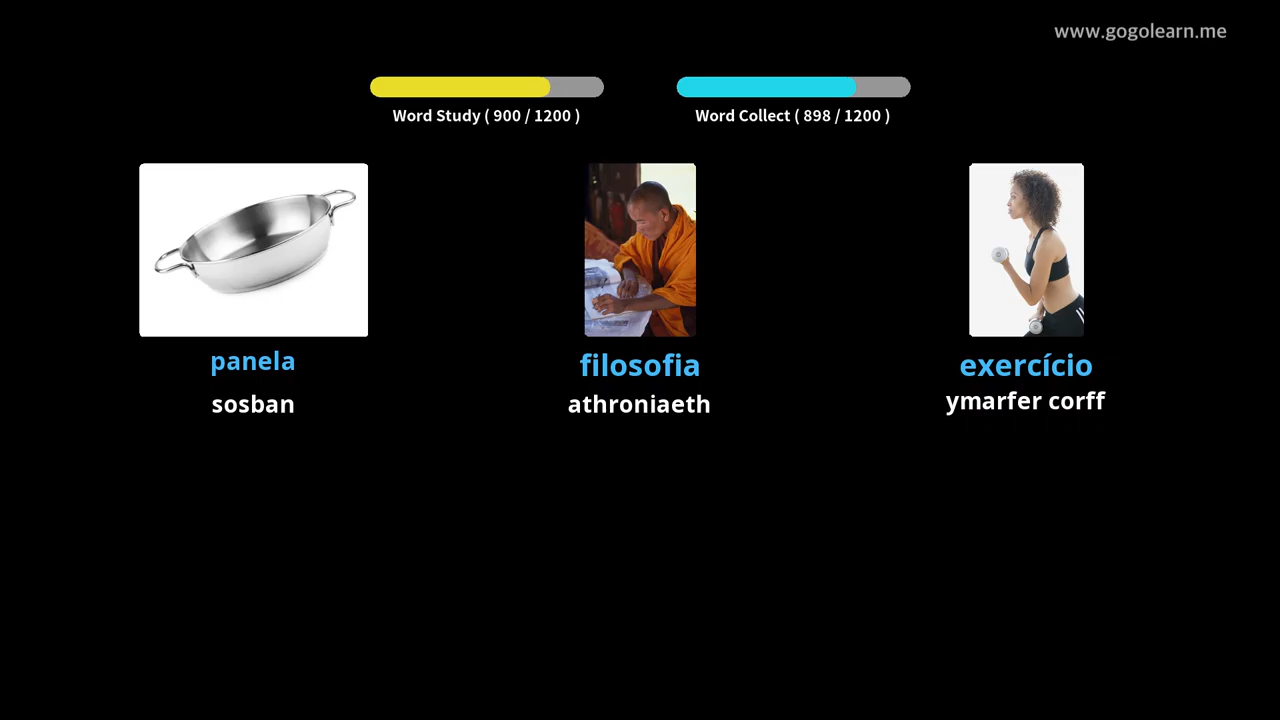 www.gogolearn.me
Word Study ( 900 / 1200 )
Word Collect ( 898 / 1200 )
panela
filosofia
exercício
sosban
athroniaeth
ymarfer corff